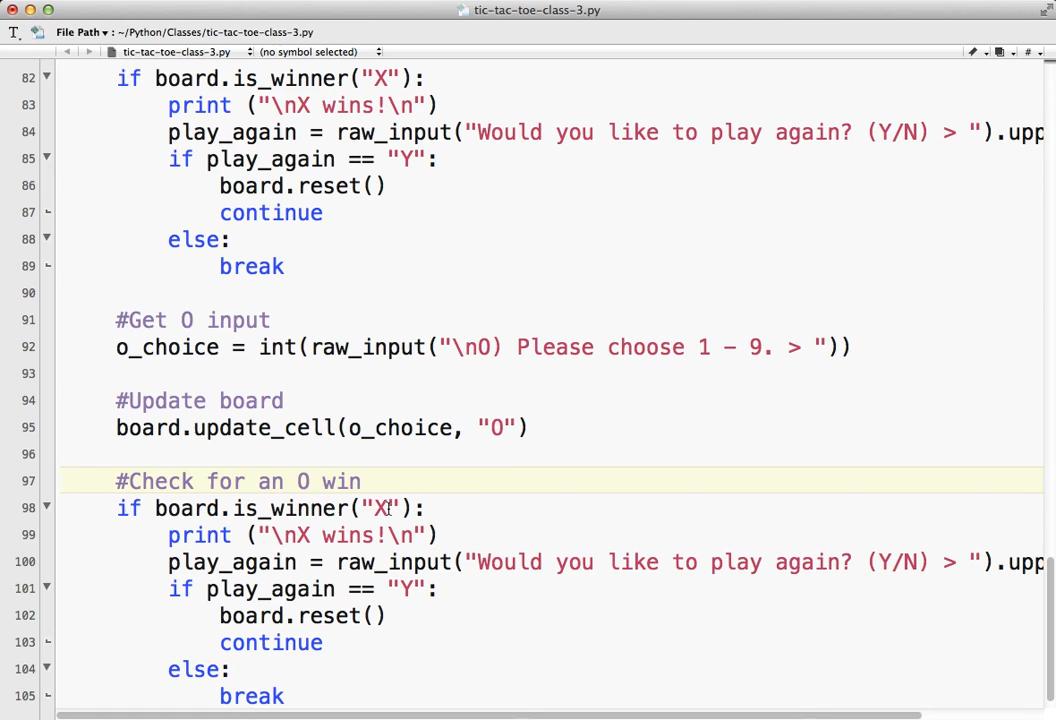 tic-tac-toe-class-3.py
File Path ▾ : ~/Python/Classes/tic-tac-toe-class-3.py
tic-tac-toe-class-3.py (no symbol selected) #
82 if board.is_winner("X"):
83 print ("\nX wins!\n")
84 play_again = raw_input("Would you like to play again? (Y/N) > ").upp
85 if play_again == "Y":
86 board.reset()
87 continue
88 else:
89 break
90
91 #Get O input
92 o_choice = int(raw_input("\nO) Please choose 1 - 9. > "))
93
94 #Update board
95 board.update_cell(o_choice, "O")
96
97 #Check for an O win
98 if board.is_winner("X"):
99 print ("\nX wins!\n")
100 play_again = raw_input("Would you like to play again? (Y/N) > ").upp
101 if play_again == "Y":
102 board.reset()
103 continue
104 else:
105 break